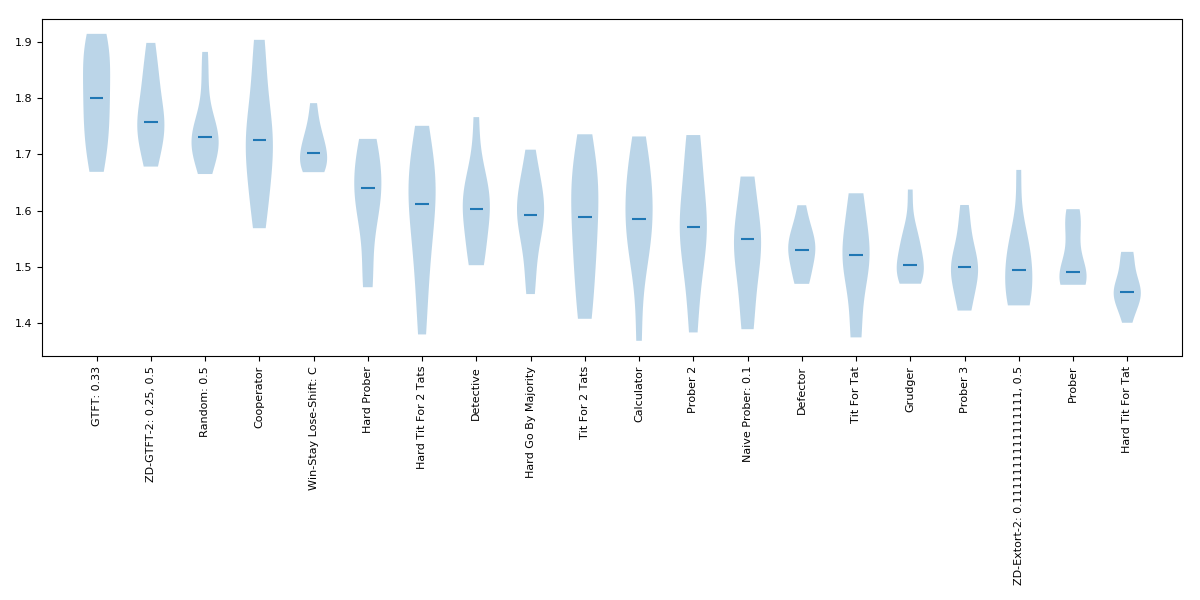 1.9
1.8
1.7
1.6
1.5
1.4
GTFT: 0.33
ZD-GTFT-2: 0.25, 0.5
Random: 0.5
Cooperator
Win-Stay Lose-Shift: C
Hard Prober
Hard Tit For 2 Tats
Detective
Hard Go By Majority
Tit For 2 Tats
Calculator
Prober 2
Naive Prober: 0.1
Defector
Tit For Tat
Grudger
Prober 3
ZD-Extort-2: 0.1111111111111111, 0.5
Prober
Hard Tit For Tat